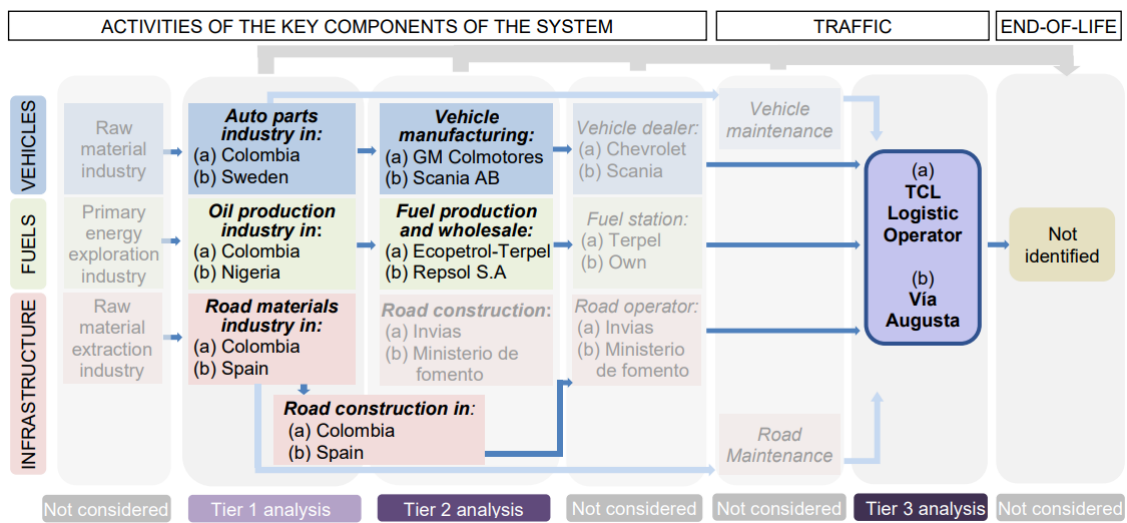 ACTIVITIES OF THE KEY COMPONENTS OF THE SYSTEM
TRAFFIC
END-OF-LIFE
VEHICLES
Raw
material
industry
Auto parts
industry in:
(a) Colombia
(b) Sweden
Vehicle
manufacturing:
(a) GM Colmotores
(b) Scania AB
Vehicle dealer:
(a) Chevrolet
(b) Scania
Vehicle
maintenance
FUELS
Primary
energy
exploration
industry
Oil production
industry in:
(a) Colombia
(b) Nigeria
Fuel production
and wholesale:
(a) Ecopetrol-Terpel
(b) Repsol S.A
Fuel station:
(a) Terpel
(b) Own
(a)
TCL
Logistic
Operator
(b)
Vía
Augusta
Not
identified
INFRASTRUCTURE
Raw
material
extraction
industry
Road materials
industry in:
(a) Colombia
(b) Spain
Road construction:
(a) Invias
(b) Ministerio de
fomento
Road operator:
(a) Invias
(b) Ministerio
de fomento
Road construction in:
(a) Colombia
(b) Spain
Road
Maintenance
Not considered
Tier 1 analysis
Tier 2 analysis
Not considered
Not considered
Tier 3 analysis
Not considered